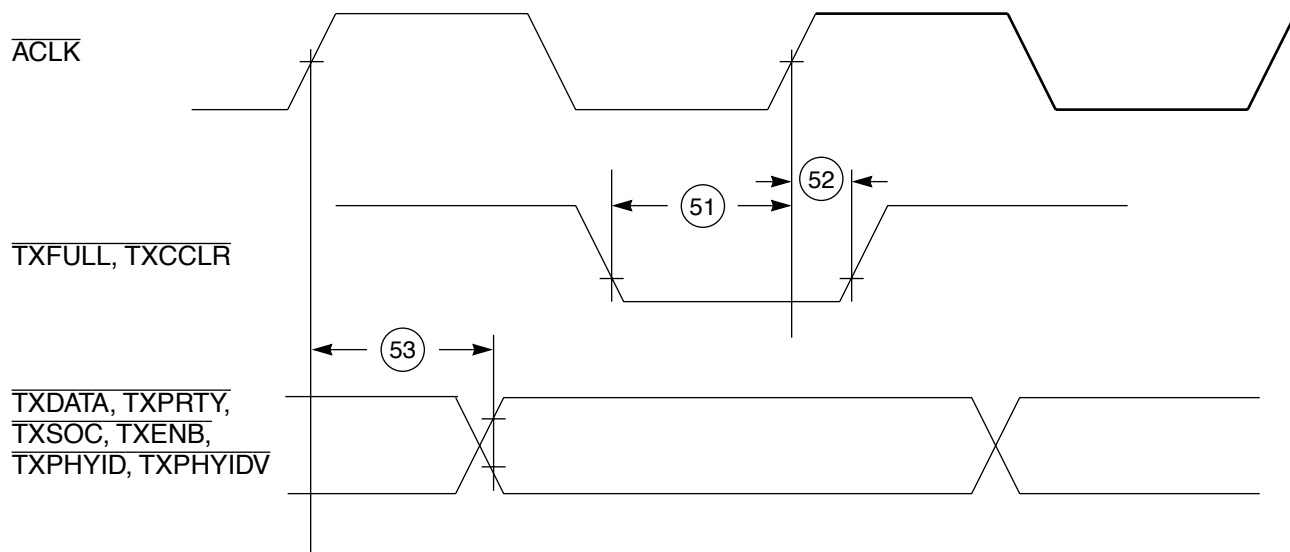 ACLK
52
51
TXFULL, TXCCLR
53
TXDATA, TXPRTY,
TXSOC, TXENB,
TXPHYID, TXPHYIDV